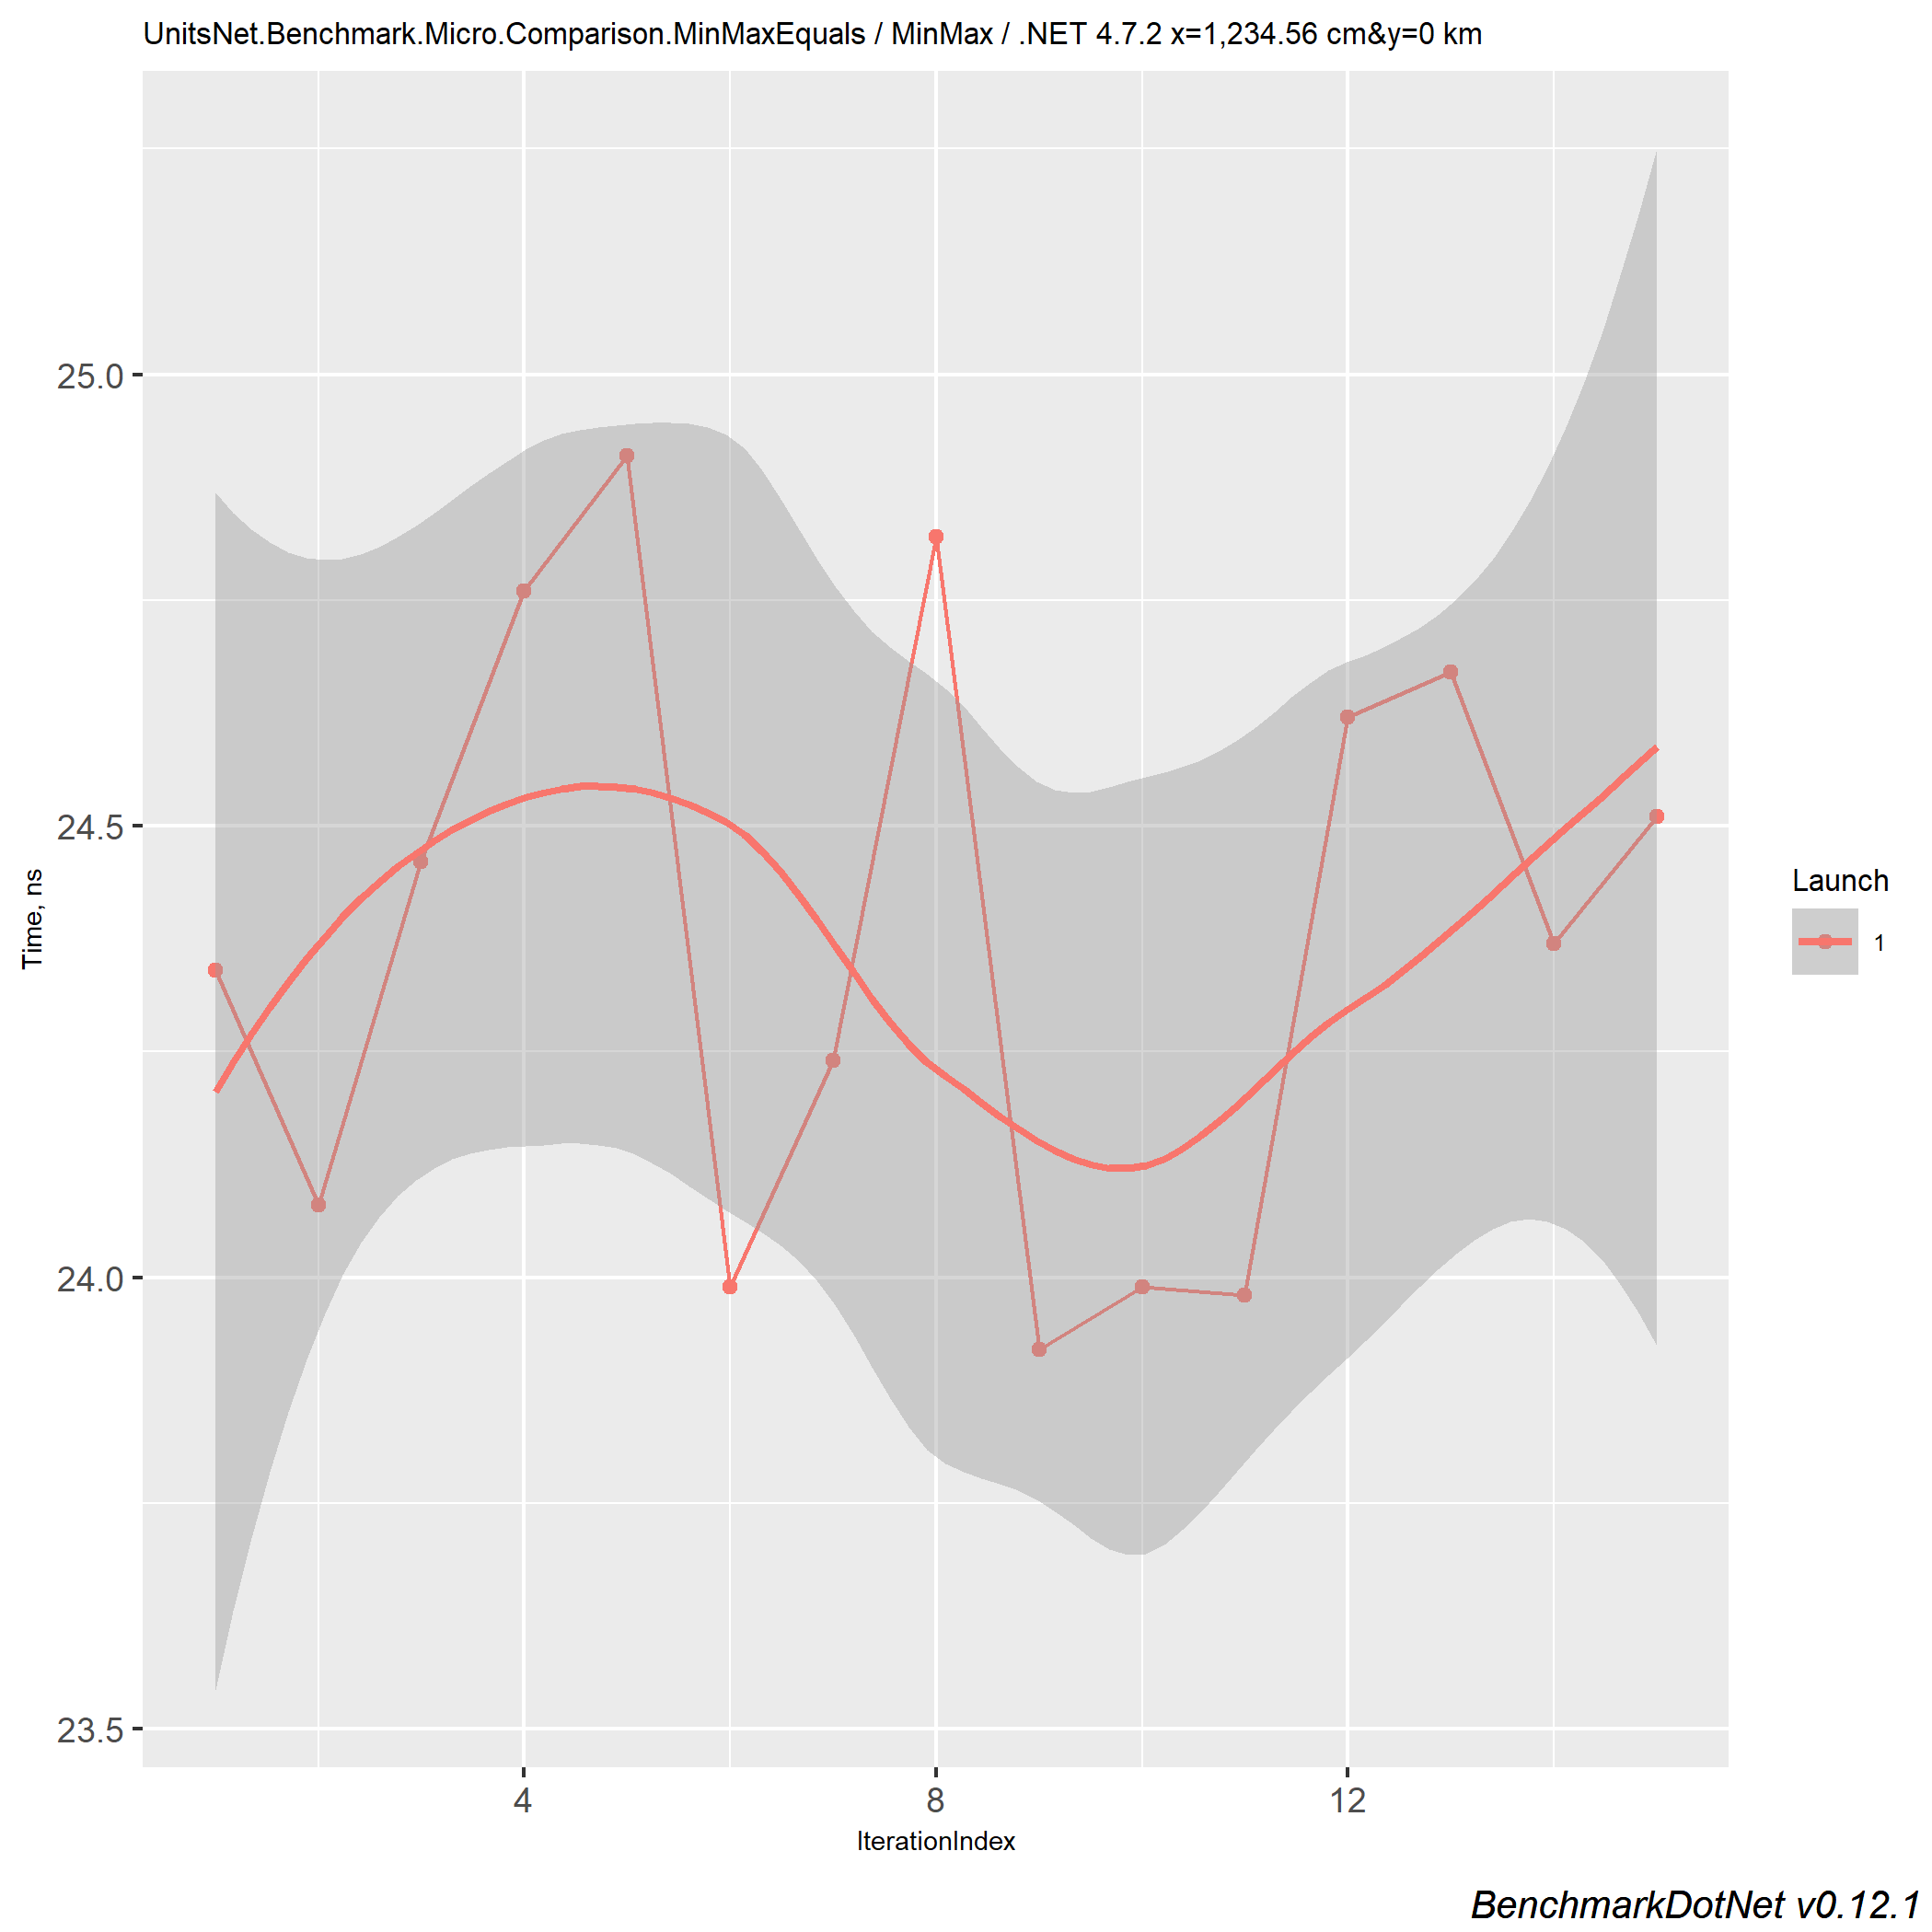 UnitsNet.Benchmark.Micro.Comparison.MinMaxEquals / MinMax / .NET 4.7.2 x=1,234.56 cm&y=0 km
25.0
24.5
24.0
23.5
Time, ns
4
8
12
IterationIndex
Launch
1
BenchmarkDotNet v0.12.1